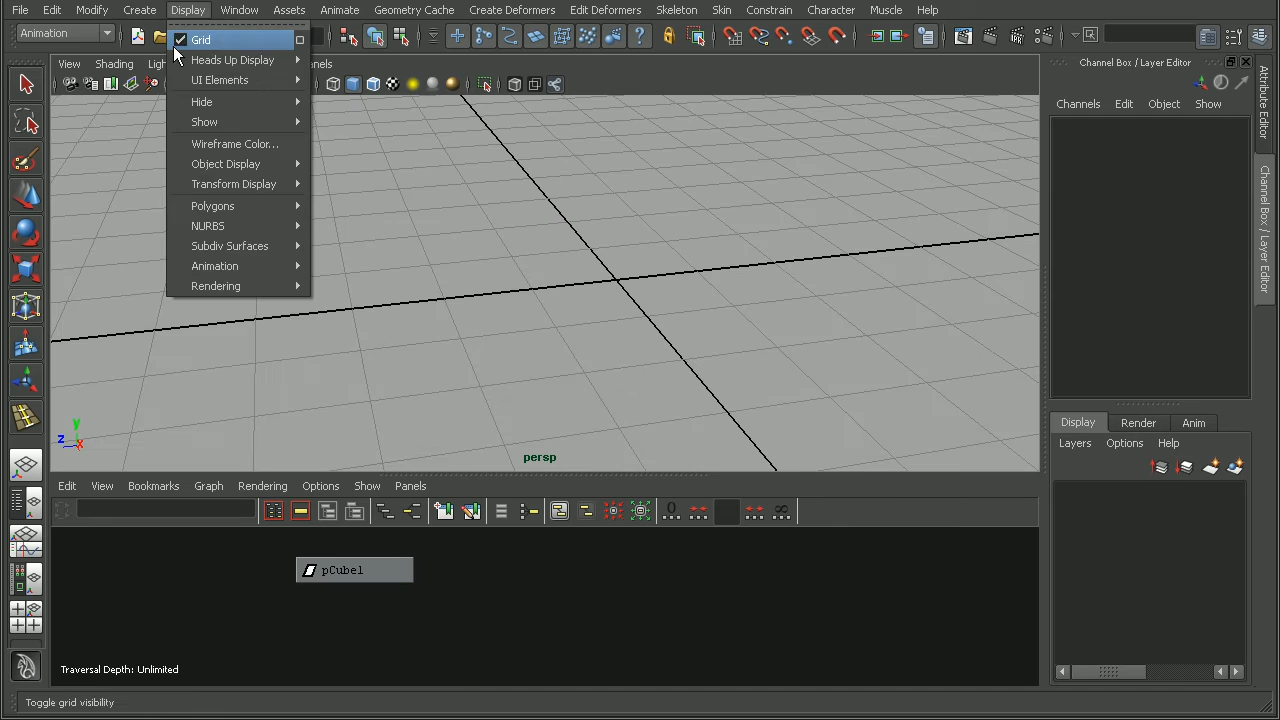 File Edit Modify Create Display Window Assets Animate Geometry Cache Create Deformers Edit Deformers Skeleton Skin Constrain Character Muscle Help
Animation
Grid
Heads Up Display
UI Elements
Hide
Show
Wireframe Color...
Object Display
Transform Display
Polygons
NURBS
Subdiv Surfaces
Animation
Rendering
View Shading
y
z x
persp
Channel Box / Layer Editor
Channels Edit Object Show
Attribute Editor
Channel Box / Layer Editor
Display Render Anim
Layers Options Help
Edit View Bookmarks Graph Rendering Options Show Panels
0
pCube1
Traversal Depth: Unlimited
Toggle grid visibility